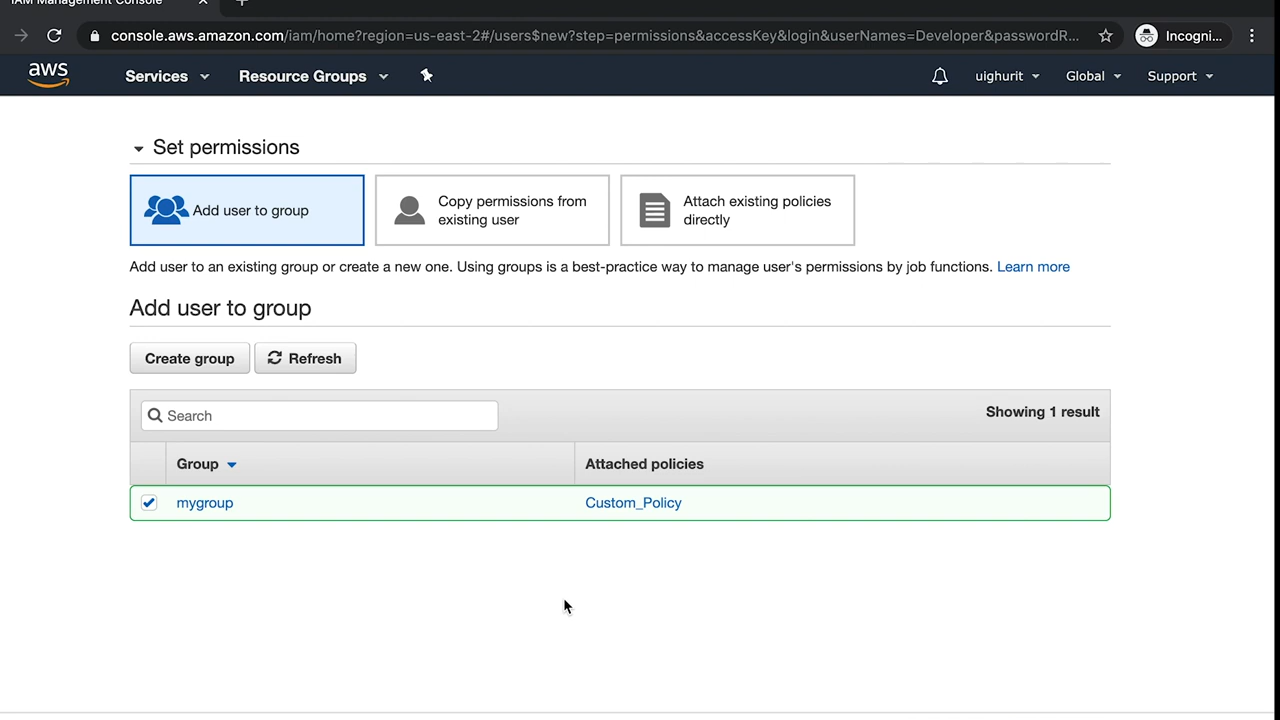 IAM Management Console
console.aws.amazon.com/iam/home?region=us-east-2#/users$new?step=permissions&accessKey&login&userNames=Developer&passwordR...
Incogni...
aws
Services
Resource Groups
uighurit
Global
Support
Set permissions
Add user to group
Copy permissions from
existing user
Attach existing policies
directly
Add user to an existing group or create a new one. Using groups is a best-practice way to manage user's permissions by job functions. Learn more
Add user to group
Create group
Refresh
Search
Showing 1 result
Group
Attached policies
mygroup
Custom_Policy